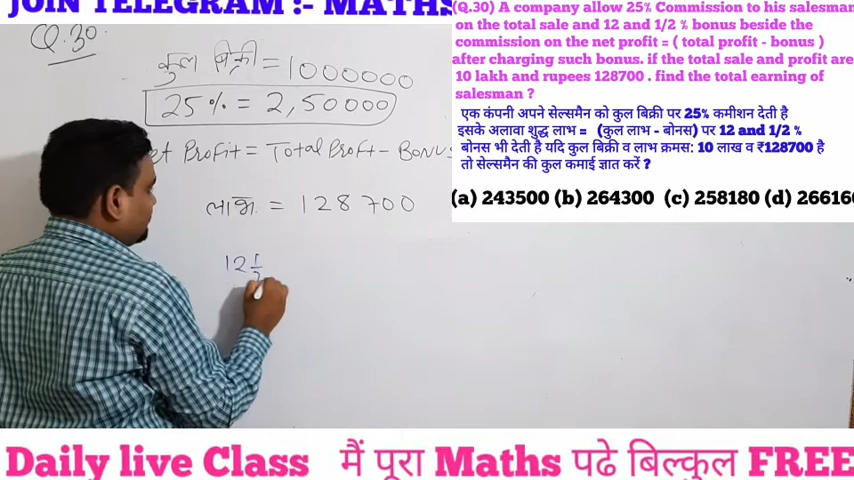 JOIN TELEGRAM :- MATHS
(Q.30) A company allow 25% Commission to his salesman
on the total sale and 12 and 1/2 % bonus beside the
commission on the net profit = ( total profit - bonus )
after charging such bonus. if the total sale and profit are
10 lakh and rupees 128700 . find the total earning of
salesman ?
एक कंपनी अपने सेल्समैन को कुल बिक्री पर 25% कमीशन देती है
इसके अलावा शुद्ध लाभ = (कुल लाभ - बोनस) पर 12 and 1/2 %
बोनस भी देती है यदि कुल बिक्री व लाभ क्रमस: 10 लाख व ₹128700 है
तो सेल्समैन की कुल कमाई ज्ञात करें ?
(a) 243500 (b) 264300 (c) 258180 (d) 266160
Q.30.
कुल बिक्री = 1000000
25% = 2,50000
Profit = Total Profit - Bonus
लाभ = 128700
12 1/2
Daily live Class में पूरा Maths पढे बिल्कुल FREE